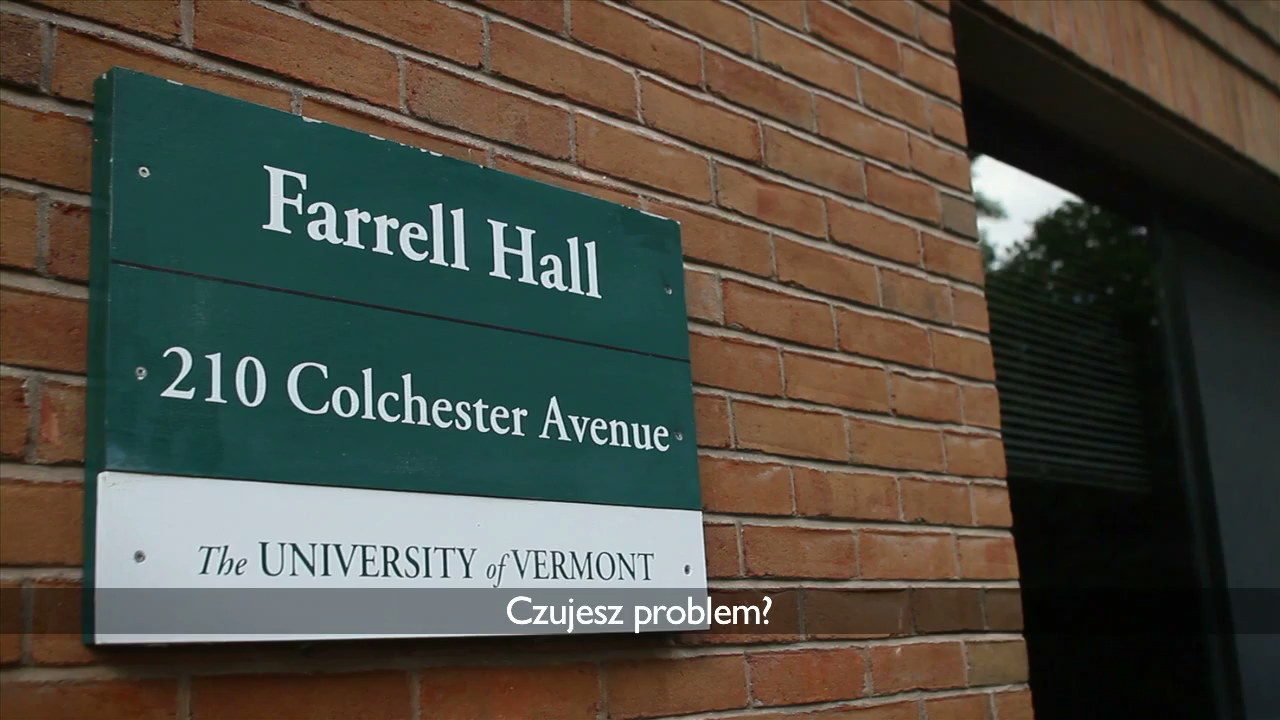 Farrell Hall
210 Colchester Avenue
The UNIVERSITY of VERMONT
Czujesz problem?